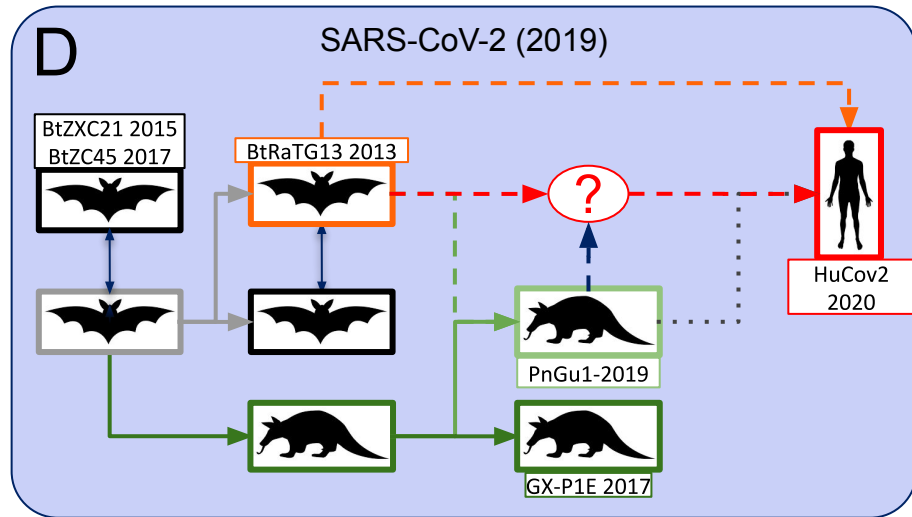 D
SARS-CoV-2 (2019)
BtZXC21 2015
BtZC45 2017
BtRaTG13 2013
?
HuCov2
2020
PnGu1-2019
GX-P1E 2017